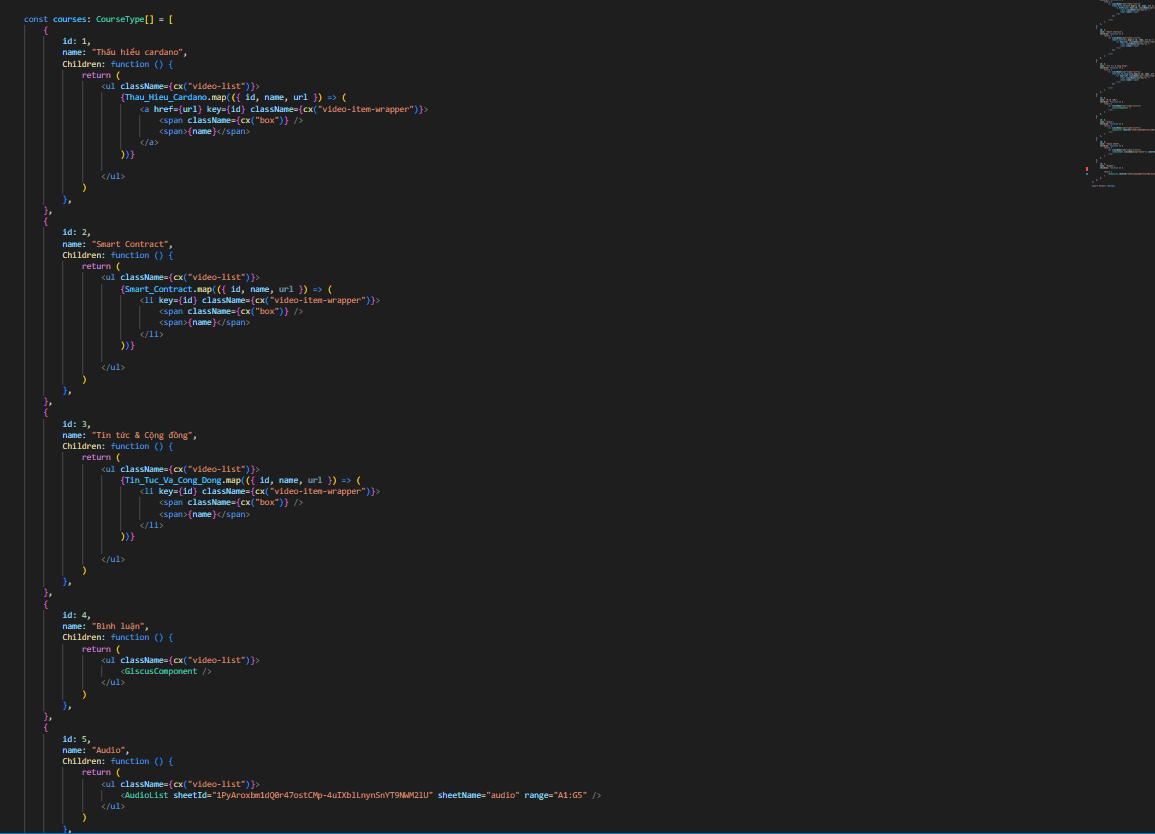 const courses: CourseType[] = [
{
id: 1,
name: "Thấu hiểu cardano",
Children: function () {
return (
<ul className={cx("video-list")}>
{Thau_Hieu_Cardano.map(({ id, name, url }) => (
<a href={url} key={id} className={cx("video-item-wrapper")}>
<span className={cx("box")} />
<span>{name}</span>
</a>
))}
</ul>
)
},
},
{
id: 2,
name: "Smart Contract",
Children: function () {
return (
<ul className={cx("video-list")}>
{Smart_Contract.map(({ id, name, url }) => (
<li key={id} className={cx("video-item-wrapper")}>
<span className={cx("box")} />
<span>{name}</span>
</li>
))}
</ul>
)
},
},
{
id: 3,
name: "Tin tức & Cộng đồng",
Children: function () {
return (
<ul className={cx("video-list")}>
{Tin_Tuc_Va_Cong_Dong.map(({ id, name, url }) => (
<li key={id} className={cx("video-item-wrapper")}>
<span className={cx("box")} />
<span>{name}</span>
</li>
))}
</ul>
)
},
},
{
id: 4,
name: "Bình luận",
Children: function () {
return (
<ul className={cx("video-list")}>
<GiscusComponent />
</ul>
)
},
},
{
id: 5,
name: "Audio",
Children: function () {
return (
<ul className={cx("video-list")}>
<AudioList sheetId="1PyAroxbm1dQ0r47ostCMp-4uIXblLnynSnYT9NWM2lU" sheetName="audio" range="A1:G5" />
</ul>
)
},